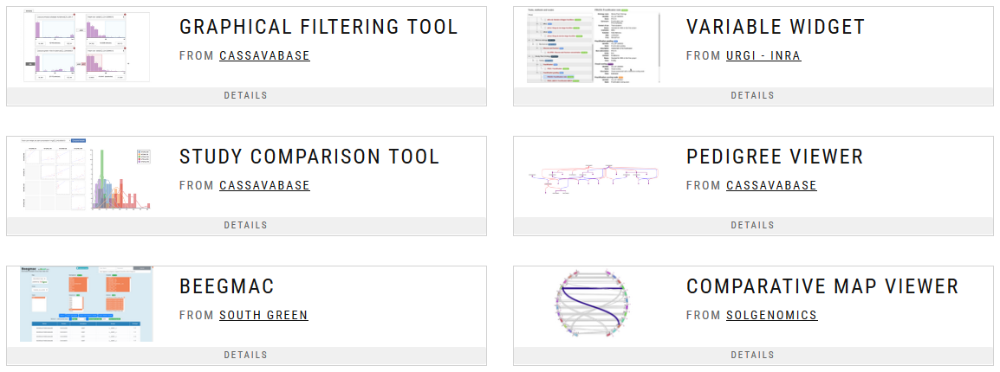 GRAPHICAL FILTERING TOOL
FROM CASSAVABASE
DETAILS
VARIABLE WIDGET
FROM URGI - INRA
DETAILS
STUDY COMPARISON TOOL
FROM CASSAVABASE
DETAILS
PEDIGREE VIEWER
FROM CASSAVABASE
DETAILS
Beegmac
BEEGMAC
FROM SOUTH GREEN
DETAILS
COMPARATIVE MAP VIEWER
FROM SOLGENOMICS
DETAILS